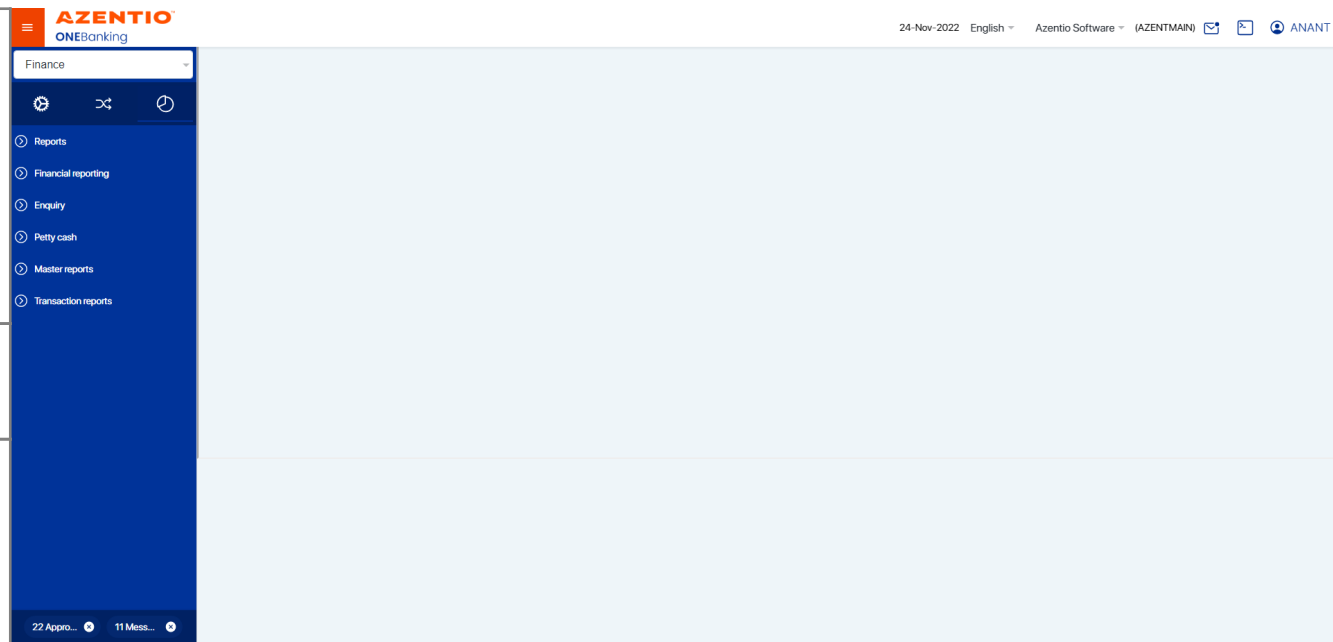 AZENTIO
ONEBanking
24-Nov-2022 English Azentio Software (AZENTMAIN) ANANT
Finance
Reports
Financial reporting
Enquiry
Petty cash
Master reports
Transaction reports
22 Appro... 11 Mess...